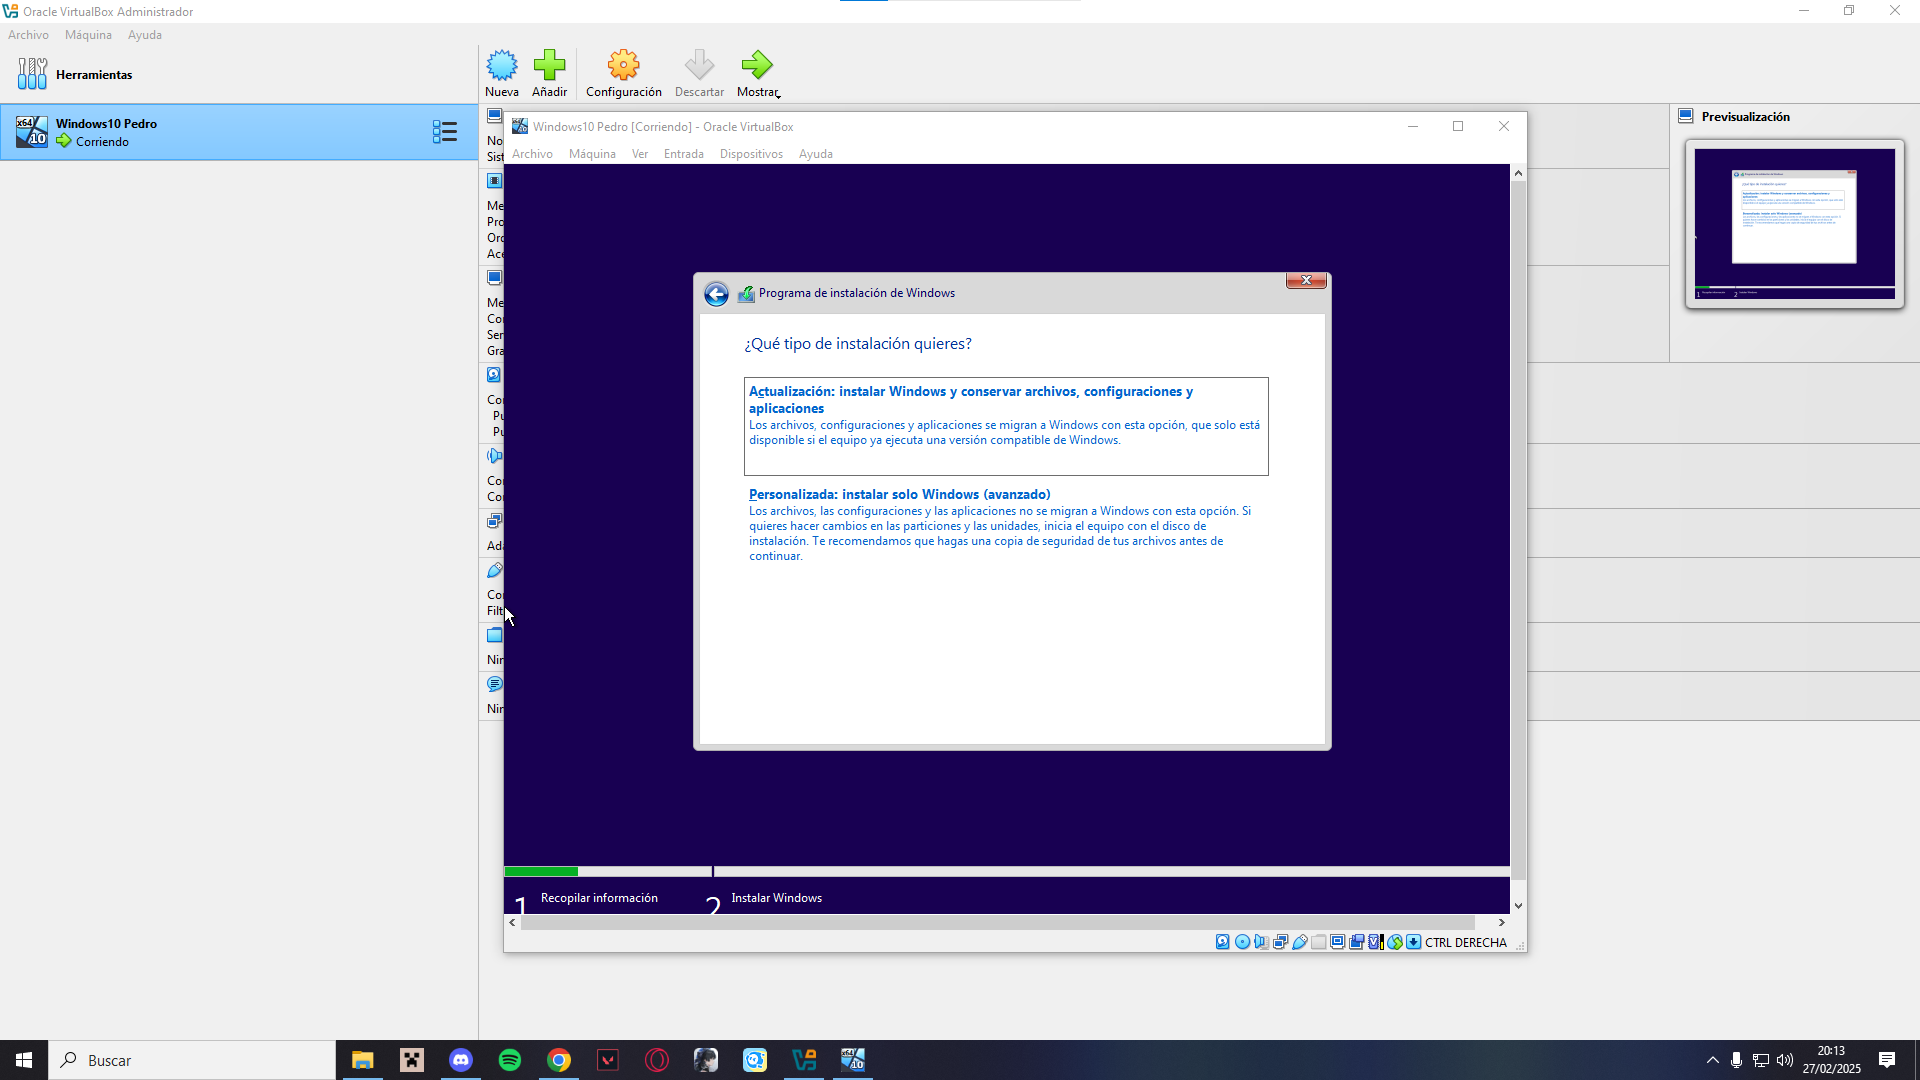 Oracle VirtualBox Administrador
Archivo Máquina Ayuda
Herramientas
Nueva Añadir Configuración Descartar Mostrar
Windows10 Pedro
Corriendo
Previsualización
Windows10 Pedro [Corriendo] - Oracle VirtualBox
Archivo Máquina Ver Entrada Dispositivos Ayuda
Programa de instalación de Windows
¿Qué tipo de instalación quieres?
Actualización: instalar Windows y conservar archivos, configuraciones y
aplicaciones
Los archivos, configuraciones y aplicaciones se migran a Windows con esta opción, que solo está
disponible si el equipo ya ejecuta una versión compatible de Windows.
Personalizada: instalar solo Windows (avanzado)
Los archivos, las configuraciones y las aplicaciones no se migran a Windows con esta opción. Si
quieres hacer cambios en las particiones y las unidades, inicia el equipo con el disco de
instalación. Te recomendamos que hagas una copia de seguridad de tus archivos antes de
continuar.
1 Recopilar información 2 Instalar Windows
CTRL DERECHA
Buscar
20:13
27/02/2025